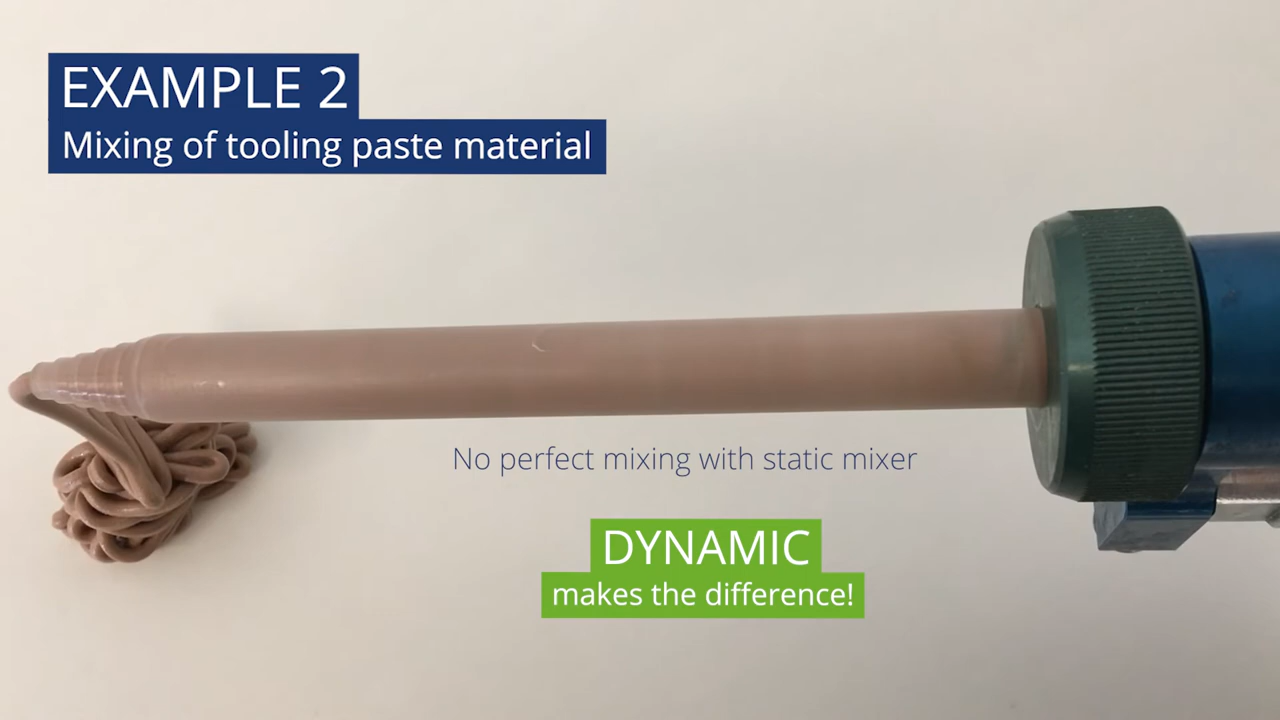 EXAMPLE 2
Mixing of tooling paste material
No perfect mixing with static mixer
DYNAMIC
makes the difference!